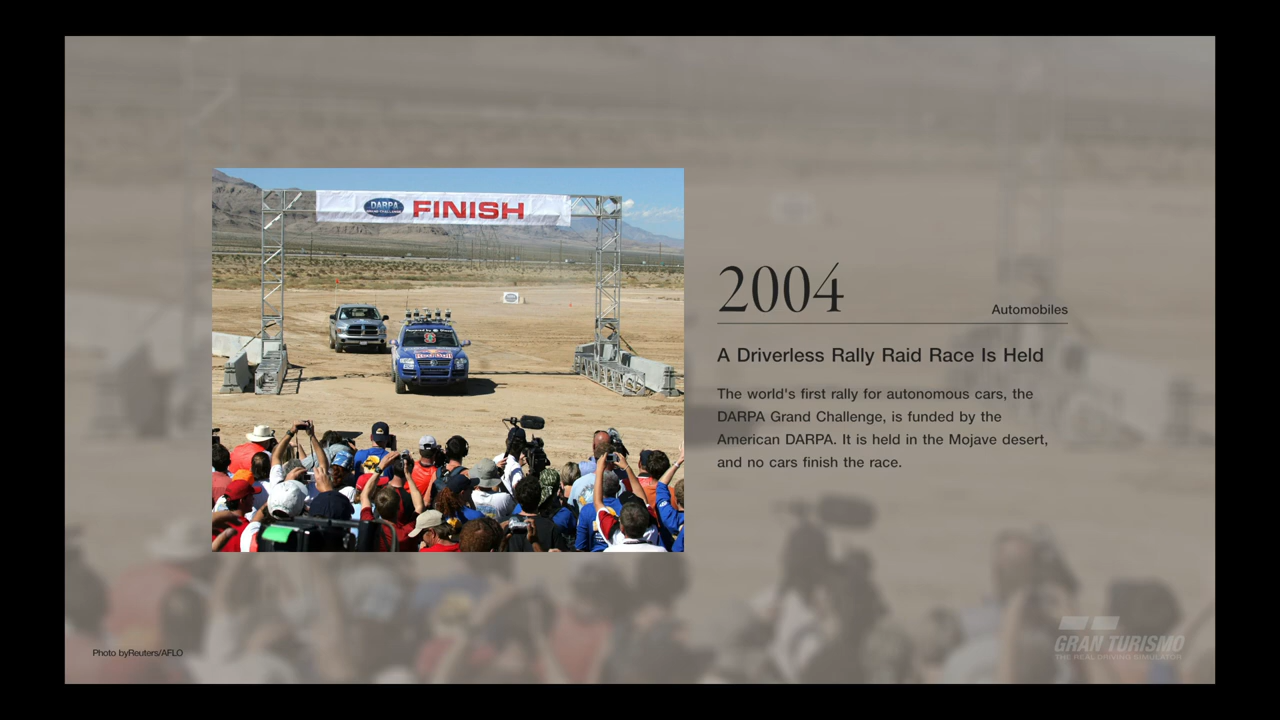 DARPA
FINISH
2004
Automobiles
A Driverless Rally Raid Race Is Held
The world's first rally for autonomous cars, the
DARPA Grand Challenge, is funded by the
American DARPA. It is held in the Mojave desert,
and no cars finish the race.
Photo byReuters/AFLO
GRAN TURISMO
THE REAL DRIVING SIMULATOR